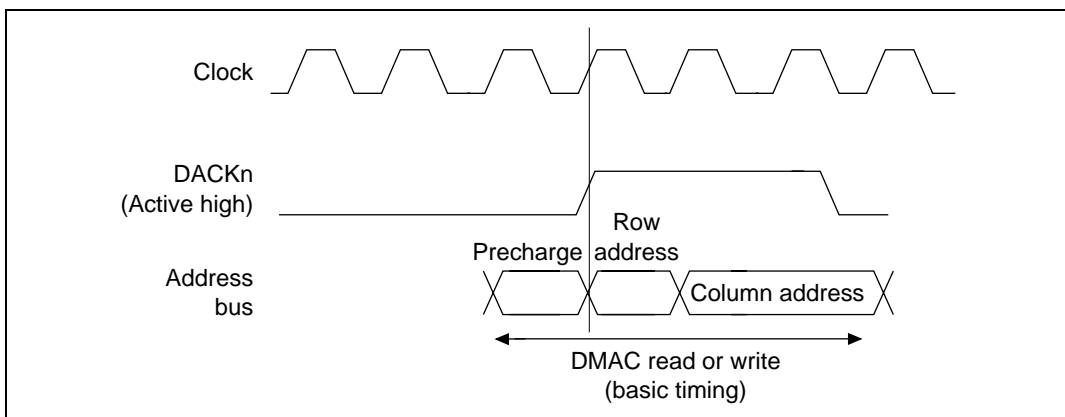 Clock
DACKn
(Active high)
Row
Precharge address
Address
bus
Column address
DMAC read or write
(basic timing)